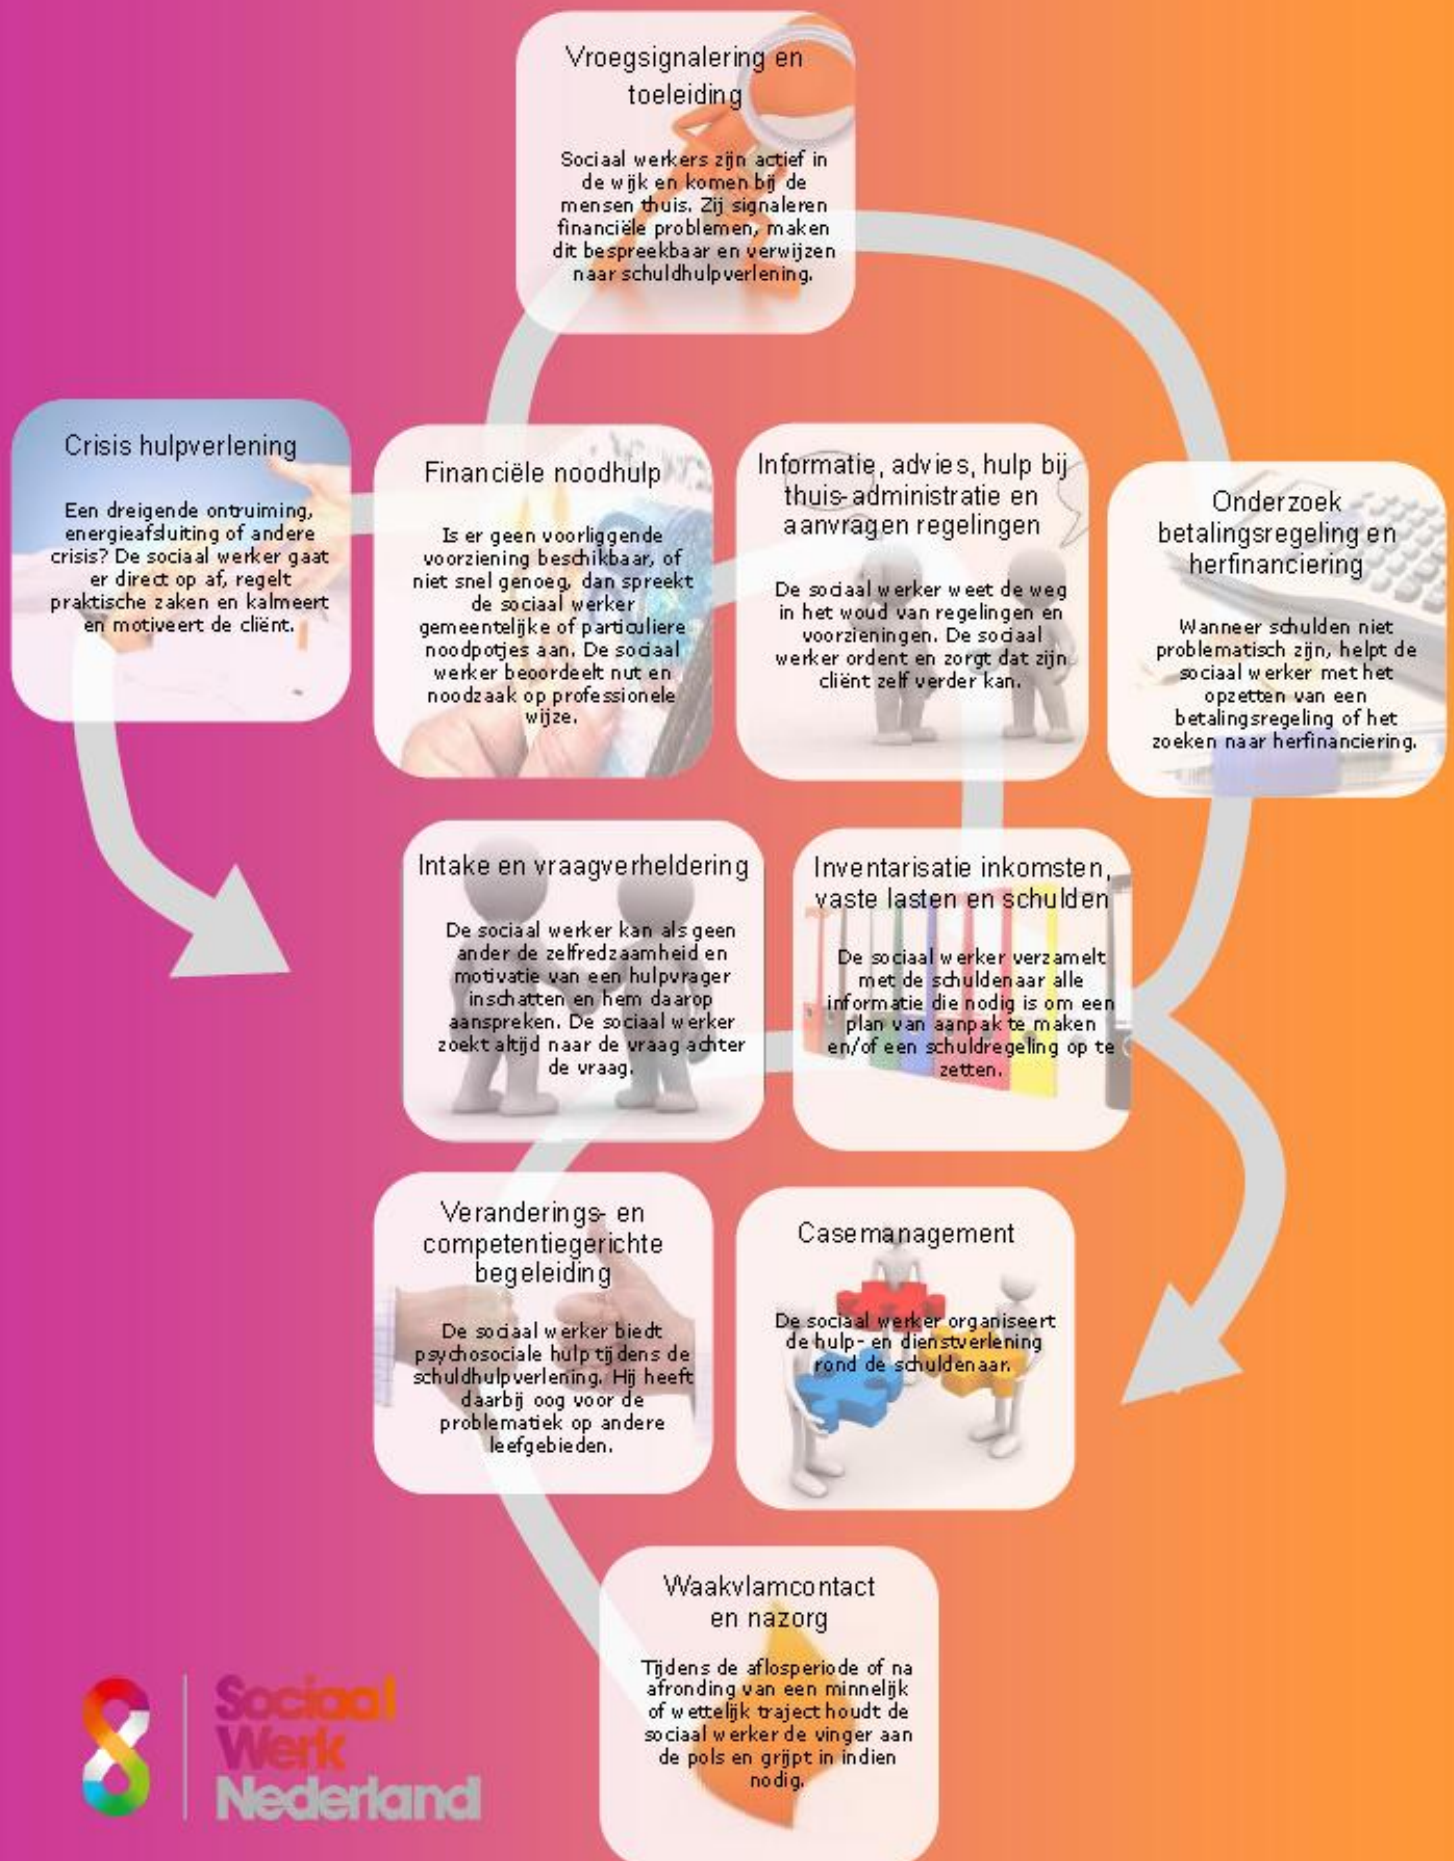 Vroegsignalering en
toeleiding
Sociaal werkers zijn actief in
de wijk en komen bij de
mensen thuis. Zij signaleren
financiële problemen, maken
dit bespreekbaar en verwijzen
naar schuldhulpverlening.
Crisis hulpverlening
Een dreigende ontruiming,
energieafsluiting of andere
crisis? De sociaal werker gaat
er direct op af, regelt
praktische zaken en kalmeert
en motiveert de cliënt.
Financiële noodhulp
Is er geen voorliggende
voorziening beschikbaar, of
niet snel genoeg, dan spreekt
de sociaal werker
gemeentelijke of particuliere
noodpotjes aan. De sociaal
werker beoordeelt nut en
noodzaak op professionele
wijze.
Informatie, advies, hulp bij
thuis-administratie en
aanvragen regelingen
De sociaal werker weet de weg
in het woud van regelingen en
voorzieningen. De sociaal
werker ordent en zorgt dat zijn
cliënt zelf verder kan.
Onderzoek
betalingsregeling en
herfinanciering
Wanneer schulden niet
problematisch zijn, helpt de
sociaal werker met het
opzetten van een
betalingsregeling of het
zoeken naar herfinanciering.
Intake en vraagverheldering
De sociaal werker kan als geen
ander de zelfredzaamheid en
motivatie van een hulpvrager
inschatten en hem daarop
aanspreken. De sociaal werker
zoekt altijd naar de vraag achter
de vraag.
Inventarisatie inkomsten,
vaste lasten en schulden
De sociaal werker verzamelt
met de schuldenaar alle
informatie die nodig is om een
plan van aanpak te maken
en/of een schuldregeling op te
zetten.
Veranderings- en
competentiegerichte
begeleiding
De sociaal werker biedt
psychosociale hulp tijdens de
schuldhulpverlening. Hij heeft
daarbij oog voor de
problematiek op andere
leefgebieden.
Casemanagement
De sociaal werker organiseert
de hulp- en dienstverlening
rond de schuldenaar.
Waakvlamcontact
en nazorg
Tijdens de aflosperiode of na
afronding van een minnelijk
of wettelijk traject houdt de
sociaal werker de vinger aan
de pols en grijpt in indien
nodig.
Sociaal
Werk
Nederland